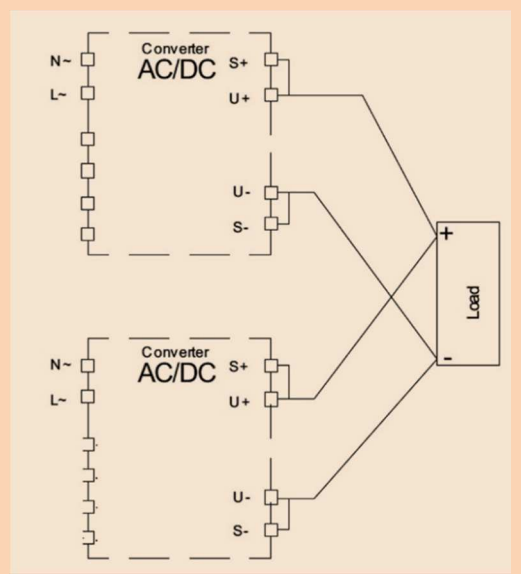 Converter
AC/DC
N~
L~
S+
U+
U-
S-
+
Load
-
Converter
AC/DC
N~
L~
S+
U+
U-
S-